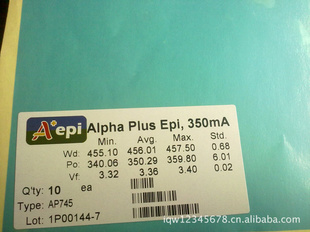 A+epi Alpha Plus Epi, 350mA
Min. Avg. Max. Std.
Wd: 455.10 456.01 457.50 0.68
Po: 340.06 350.29 359.80 6.01
Vf: 3.32 3.36 3.40 0.02
Q'ty: 10 ea
Type: AP745
Lot: 1P00144-7
iqw12345678.cn.alibaba.com